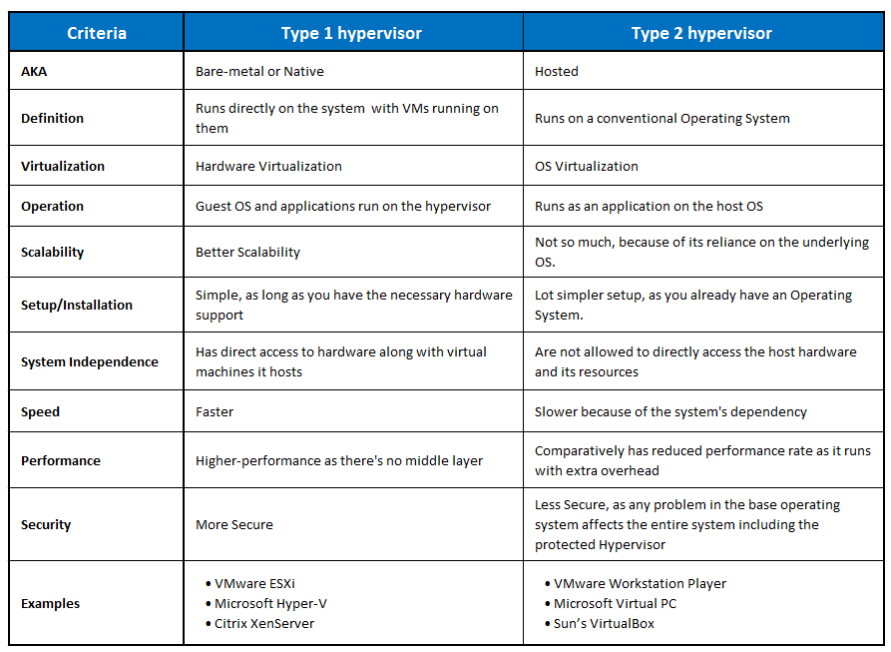 Criteria
Type 1 hypervisor
Type 2 hypervisor
AKA
Bare-metal or Native
Hosted
Definition
Runs directly on the system with VMs running on
them
Runs on a conventional Operating System
Virtualization
Hardware Virtualization
OS Virtualization
Operation
Guest OS and applications run on the hypervisor
Runs as an application on the host OS
Scalability
Better Scalability
Not so much, because of its reliance on the underlying
OS.
Setup/Installation
Simple, as long as you have the necessary hardware
support
Lot simpler setup, as you already have an Operating
System.
System Independence
Has direct access to hardware along with virtual
machines it hosts
Are not allowed to directly access the host hardware
and its resources
Speed
Faster
Slower because of the system's dependency
Performance
Higher-performance as there's no middle layer
Comparatively has reduced performance rate as it runs
with extra overhead
Security
More Secure
Less Secure, as any problem in the base operating
system affects the entire system including the
protected Hypervisor
Examples
• VMware ESXi
• Microsoft Hyper-V
• Citrix XenServer
• VMware Workstation Player
• Microsoft Virtual PC
• Sun’s VirtualBox